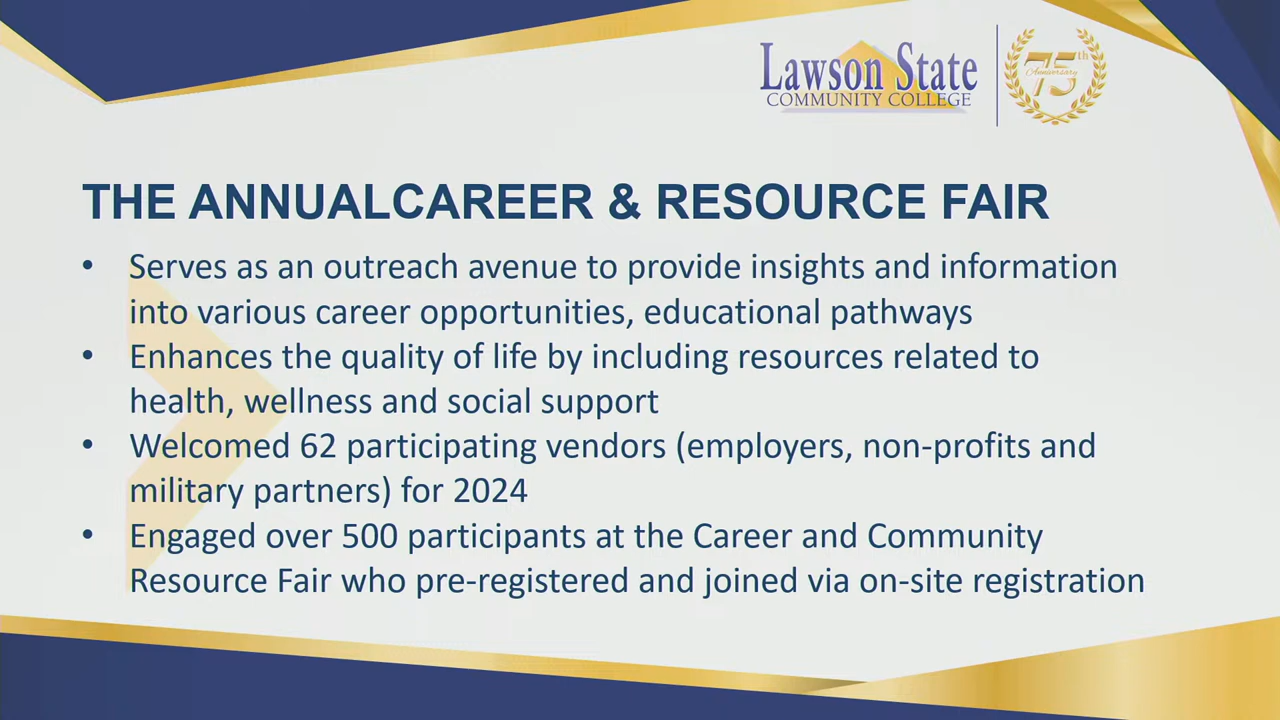 Lawson State
COMMUNITY COLLEGE
75th
Anniversary
THE ANNUALCAREER & RESOURCE FAIR
• Serves as an outreach avenue to provide insights and information
into various career opportunities, educational pathways
• Enhances the quality of life by including resources related to
health, wellness and social support
• Welcomed 62 participating vendors (employers, non-profits and
military partners) for 2024
• Engaged over 500 participants at the Career and Community
Resource Fair who pre-registered and joined via on-site registration